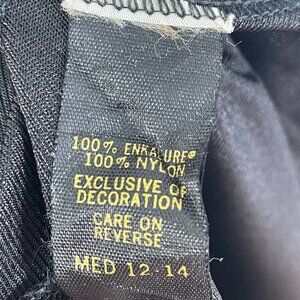 100% ENKALURE®
100% NYLON
EXCLUSIVE OF
DECORATION
CARE ON
REVERSE
MED 12-14